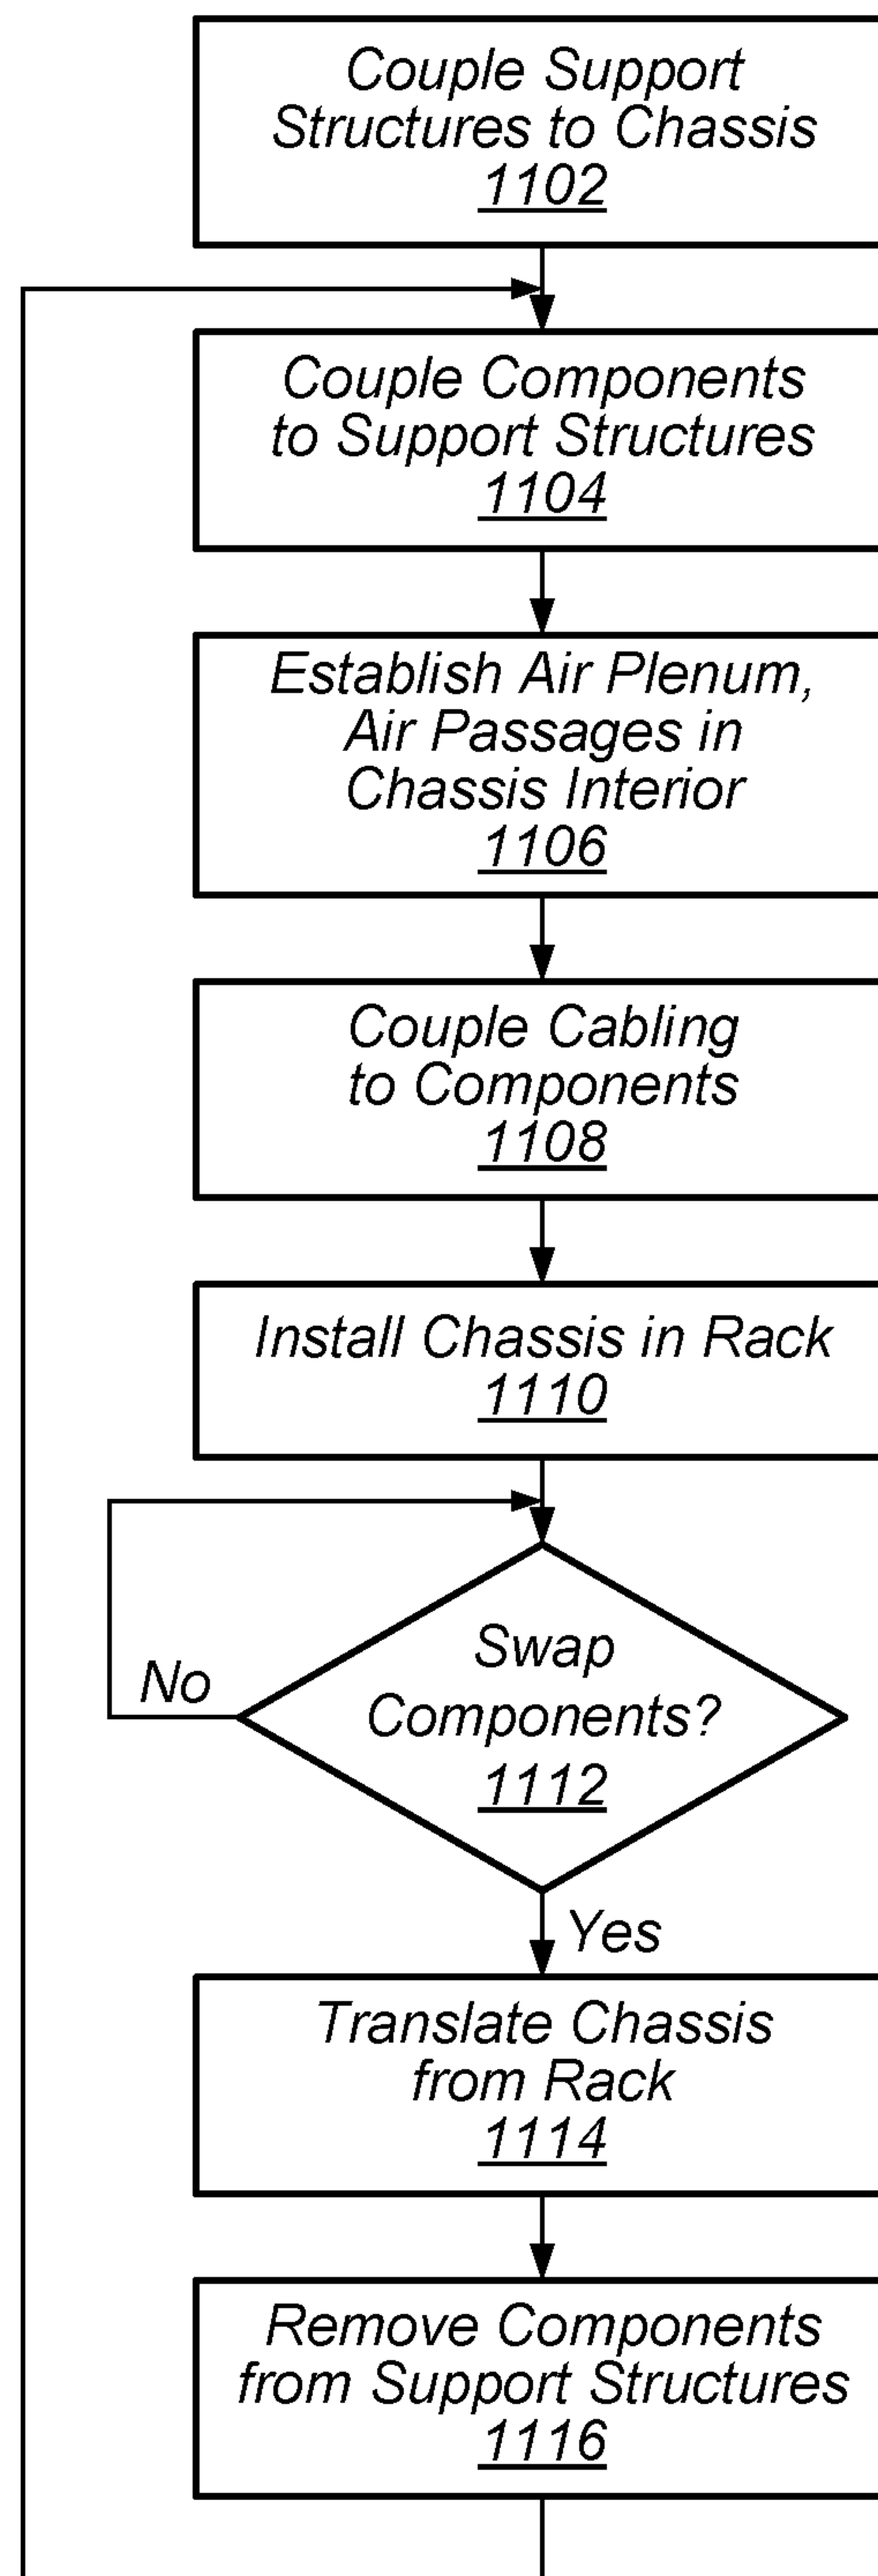 Couple Support
Structures to Chassis
1102
Couple Components
to Support Structures
1104
Establish Air Plenum,
Air Passages in
Chassis Interior
1106
Couple Cabling
to Components
1108
Install Chassis in Rack
1110
Swap
Components?
1112
No
Yes
Translate Chassis
from Rack
1114
Remove Components
from Support Structures
1116